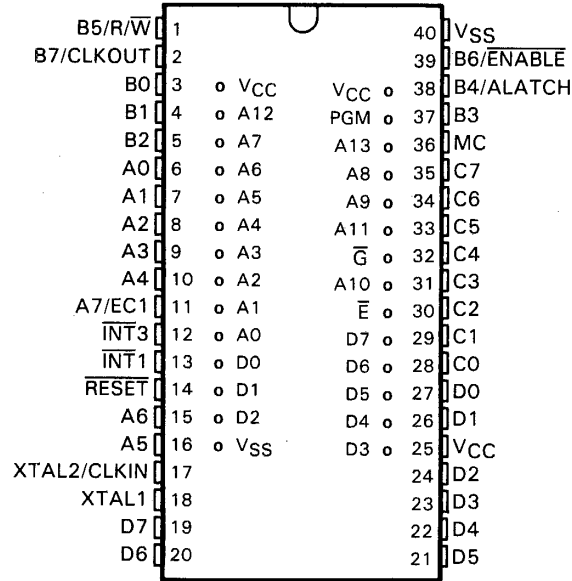 B5/R/W̅ 1 40 VSS
B7/CLKOUT 2 39 B6/E̅N̅A̅B̅L̅E̅
B0 3 o VCC VCC o 38 B4/ALATCH
B1 4 o A12 PGM o 37 B3
B2 5 o A7 A13 o 36 MC
A0 6 o A6 A8 o 35 C7
A1 7 o A5 A9 o 34 C6
A2 8 o A4 A11 o 33 C5
A3 9 o A3 G̅ o 32 C4
A4 10 o A2 A10 o 31 C3
A7/EC1 11 o A1 E̅ o 30 C2
I̅N̅T̅3 12 o A0 D7 o 29 C1
I̅N̅T̅1 13 o D0 D6 o 28 C0
R̅E̅S̅E̅T̅ 14 o D1 D5 o 27 D0
A6 15 o D2 D4 o 26 D1
A5 16 o VSS D3 o 25 VCC
XTAL2/CLKIN 17 24 D2
XTAL1 18 23 D3
D7 19 22 D4
D6 20 21 D5